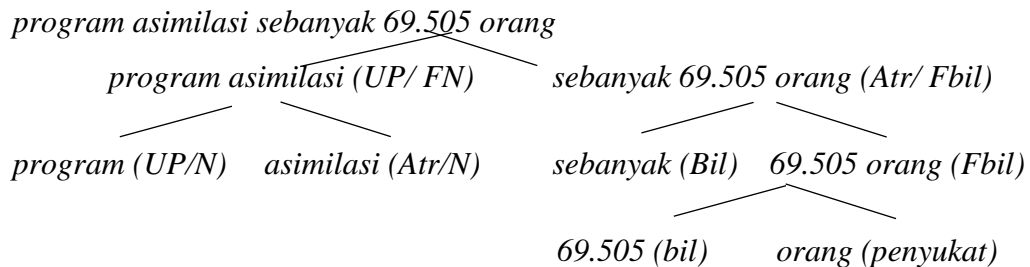 program asimilasi sebanyak 69.505 orang
program asimilasi (UP/ FN) sebanyak 69.505 orang (Atr/ Fbil)
program (UP/N) asimilasi (Atr/N) sebanyak (Bil) 69.505 orang (Fbil)
69.505 (bil) orang (penyukat)